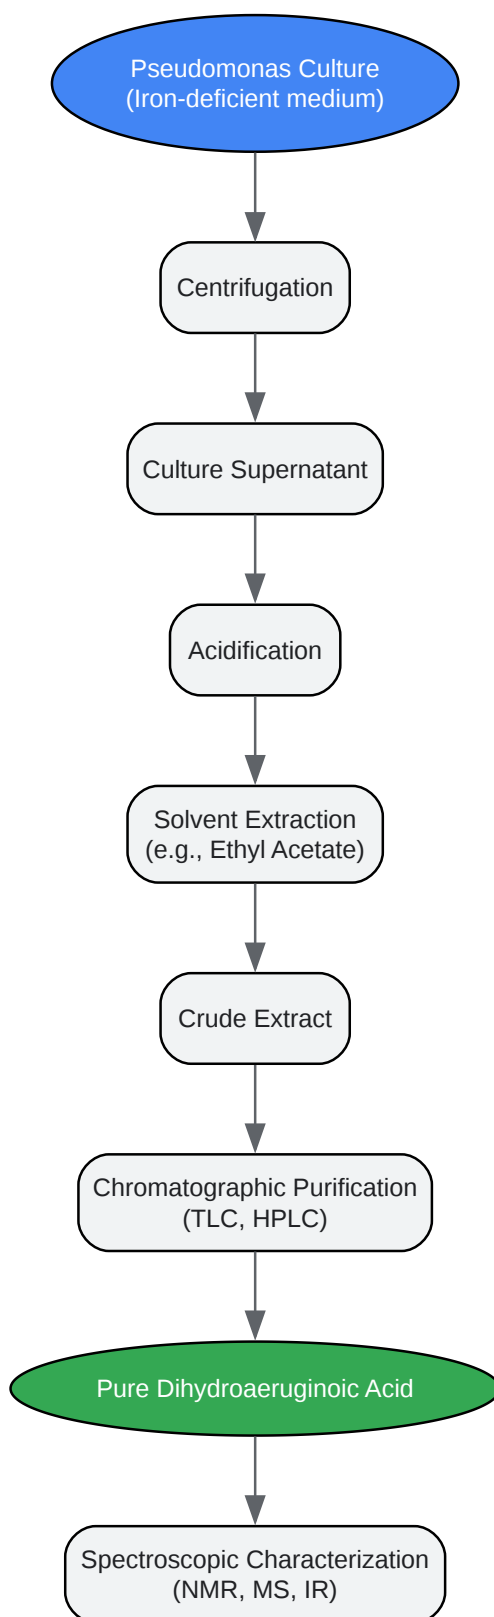 Pseudomonas Culture
(Iron-deficient medium)
Centrifugation
Culture Supernatant
Acidification
Solvent Extraction
(e.g., Ethyl Acetate)
Crude Extract
Chromatographic Purification
(TLC, HPLC)
Pure Dihydroaeruginoic Acid
Spectroscopic Characterization
(NMR, MS, IR)